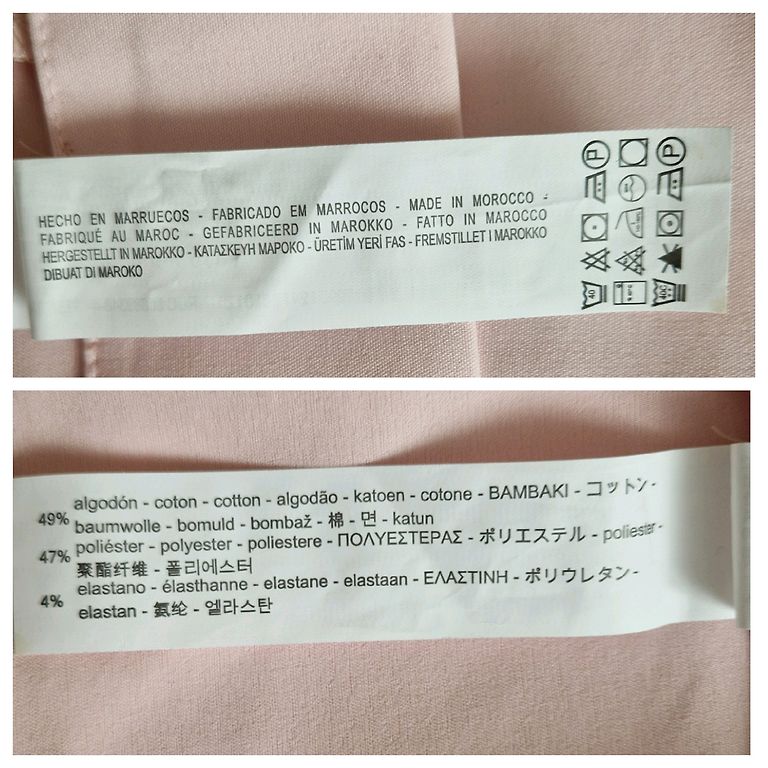 HECHO EN MARRUECOS - FABRICADO EM MARROCOS - MADE IN MOROCCO -
FABRIQUÉ AU MAROC - GEFABRICEERD IN MAROKKO - FATTO IN MAROCCO
HERGESTELLT IN MAROKKO - ΚΑΤΑΣΚΕΥΗ ΜΑΡΟΚΟ - ÜRETİM YERİ FAS - FREMSTILLET I MAROKKO
DIBUAT DI MAROKO
P P
40
49% algodón - coton - cotton - algodão - katoen - cotone - BAMBAKI - コットン -
baumwolle - bomuld - bombaž - 棉 - 면 - katun
47% poliéster - polyester - poliestere - ΠΟΛΥΕΣΤΕΡΑΣ - ポリエステル - poliester -
聚酯纤维 - 폴리에스터
4% elastano - élasthanne - elastane - elastaan - ΕΛΑΣΤΙΝΗ - ポリウレタン -
elastan - 氨纶 - 엘라스탄